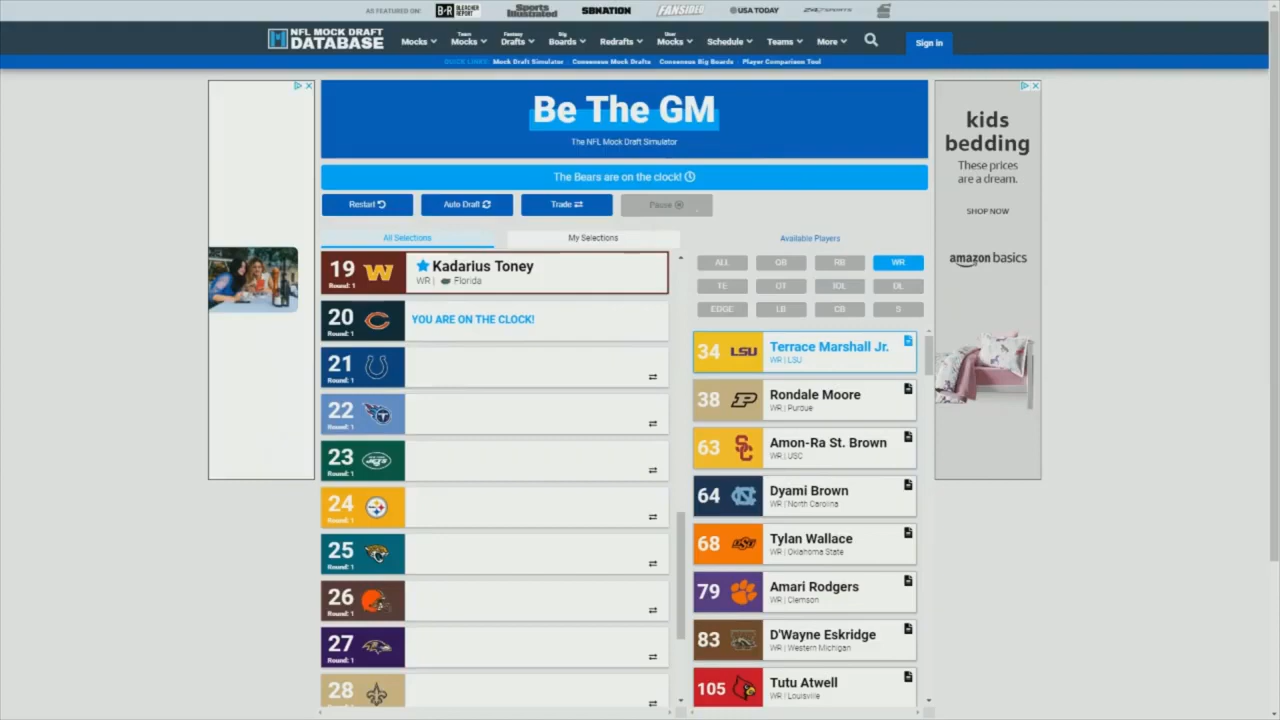 AS FEATURED ON:
B/R BLEACHER REPORT
Sports Illustrated
SBNATION
FANSIDED
USA TODAY
247SPORTS
NFL MOCK DRAFT
DATABASE
Mocks
Team Mocks
Fantasy Drafts
Big Boards
Redrafts
User Mocks
Schedule
Teams
More
Sign in
QUICK LINKS: Mock Draft Simulator Consensus Mock Drafts Consensus Big Boards Player Comparison Tool
Be The GM
The NFL Mock Draft Simulator
The Bears are on the clock!
Restart
Auto Draft
Trade
Pause
All Selections
My Selections
19
Round: 1
W
Kadarius Toney
WR | Florida
20
Round: 1
YOU ARE ON THE CLOCK!
21
Round: 1
22
Round: 1
23
Round: 1
JETS
24
Round: 1
25
Round: 1
26
Round: 1
27
Round: 1
28
Round: 1
Available Players
ALL
QB
RB
WR
TE
OT
IOL
DL
EDGE
LB
CB
S
34
LSU
Terrace Marshall Jr.
WR | LSU
38
P
Rondale Moore
WR | Purdue
63
SC
Amon-Ra St. Brown
WR | USC
64
NC
Dyami Brown
WR | North Carolina
68
OSU
Tylan Wallace
WR | Oklahoma State
79
Amari Rodgers
WR | Clemson
83
D'Wayne Eskridge
WR | Western Michigan
105
Tutu Atwell
WR | Louisville
kids
bedding
These prices
are a dream.
SHOP NOW
amazon basics